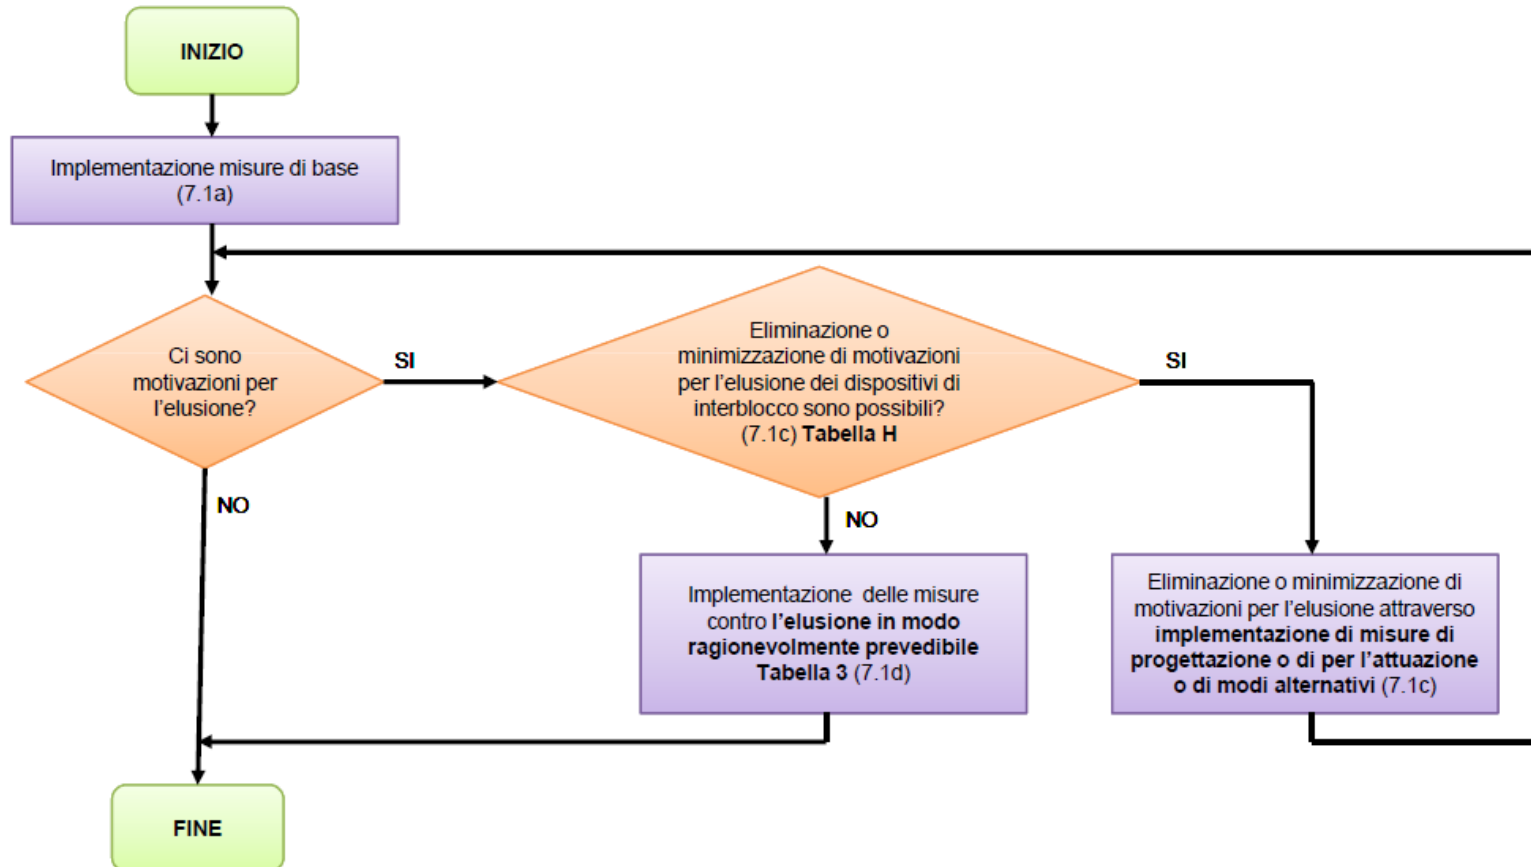 INIZIO
Implementazione misure di base
(7.1a)
Ci sono
motivazioni per
l'elusione?
SI
Eliminazione o
minimizzazione di motivazioni
per l'elusione dei dispositivi di
interblocco sono possibili?
(7.1c) Tabella H
SI
NO
NO
Implementazione delle misure
contro l'elusione in modo
ragionevolmente prevedibile
Tabella 3 (7.1d)
Eliminazione o minimizzazione di
motivazioni per l'elusione attraverso
implementazione di misure di
progettazione o di per l'attuazione
o di modi alternativi (7.1c)
FINE